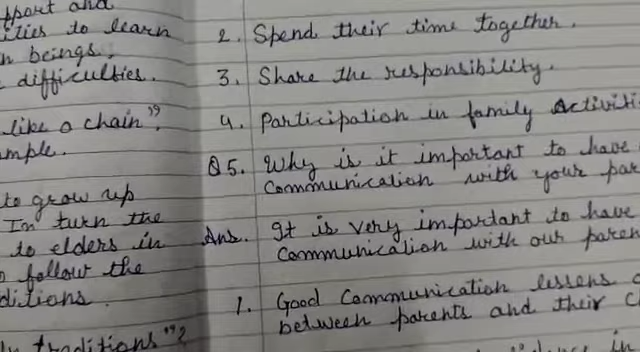 pport and
ities to learn
n beings.
difficulties.
like a chain"?
mple.
to grow up
In turn the
to elders in
follow the
ditions.
traditions"?
2. Spend their time together.
3. Share the responsibility.
4. Participation in family activiti
Q5. Why is it important to have
communication with your par
Ans. It is very important to have
communication with our paren
1. Good communication lessens
between parents and their c
in